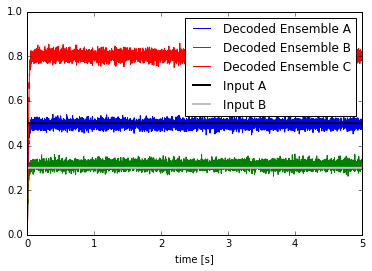 1.0
0.8
0.6
0.4
0.2
0.0
Decoded Ensemble A
Decoded Ensemble B
Decoded Ensemble C
Input A
Input B
0 1 2 3 4 5
time [s]